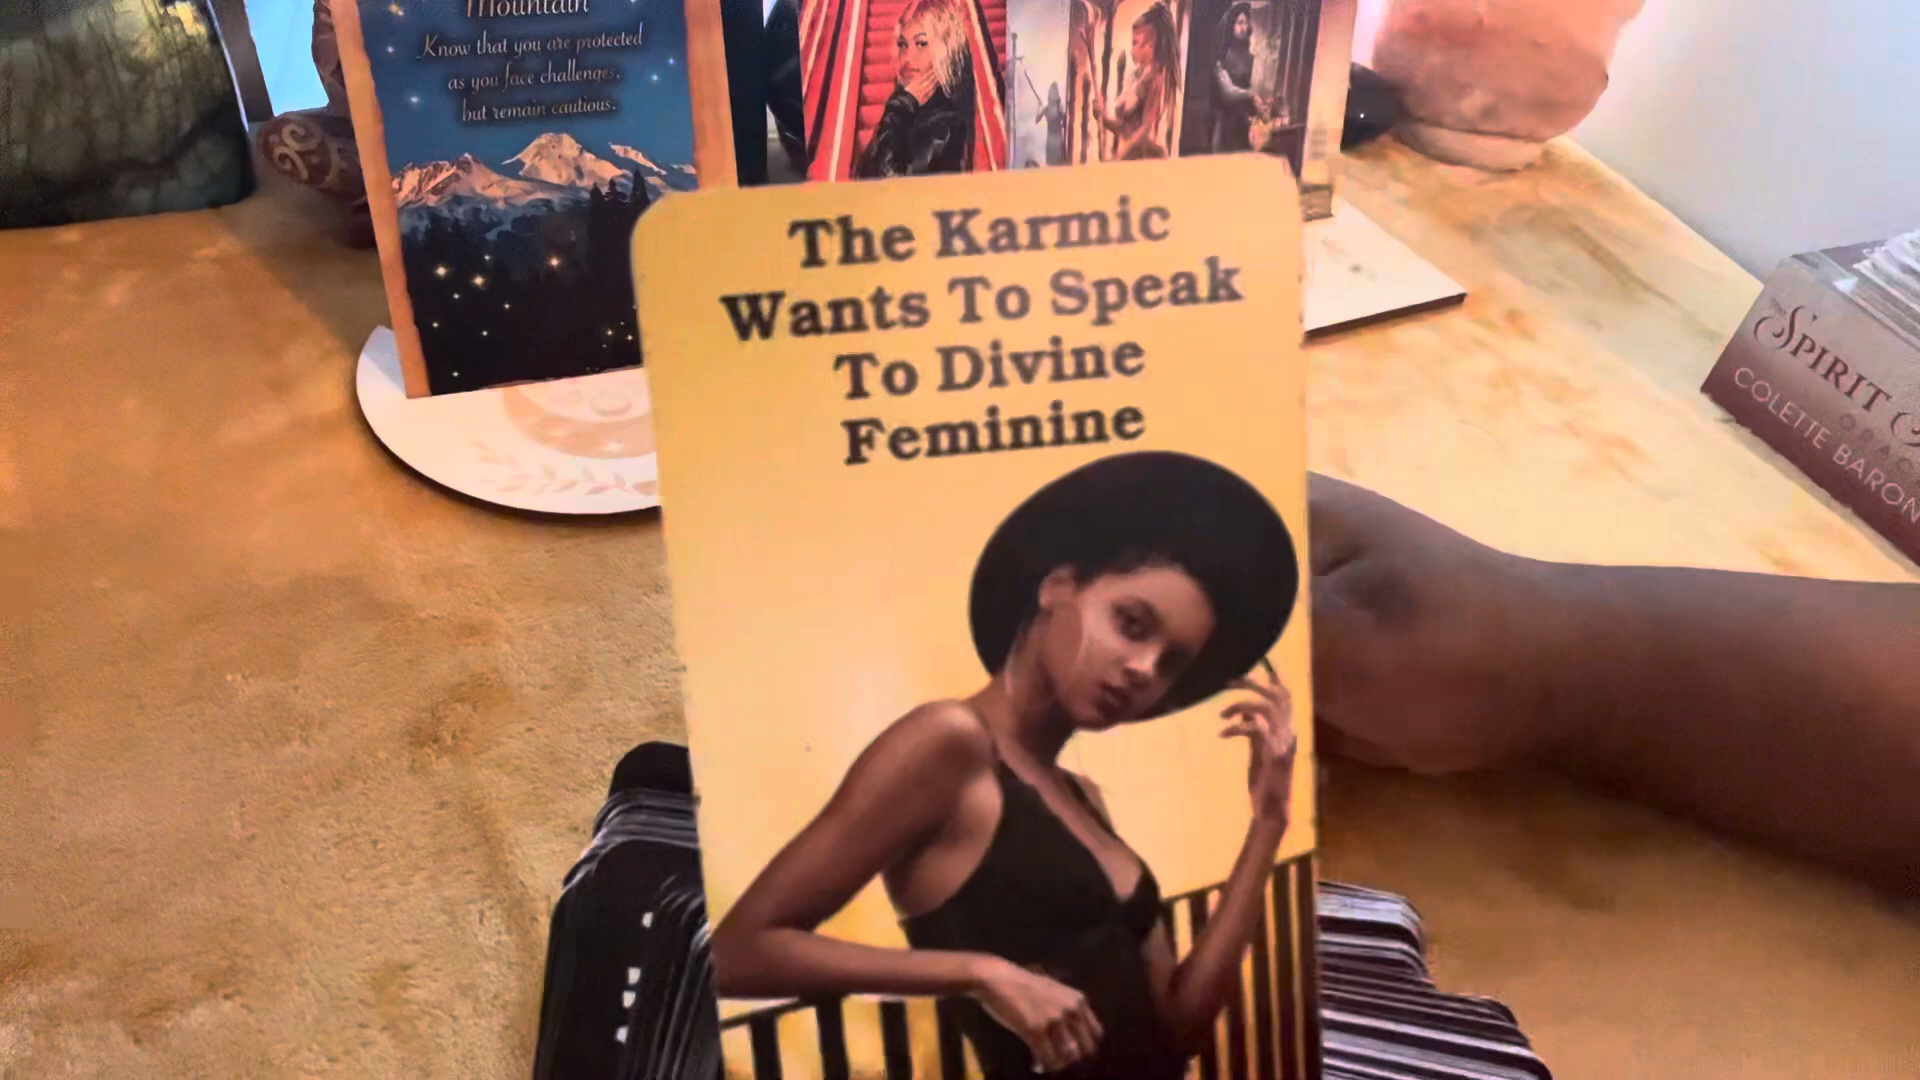 Mountain
Know that you are protected
as you face challenges,
but remain cautious.
The Karmic
Wants To Speak
To Divine
Feminine
The
SPIRIT
COLETTE BARON